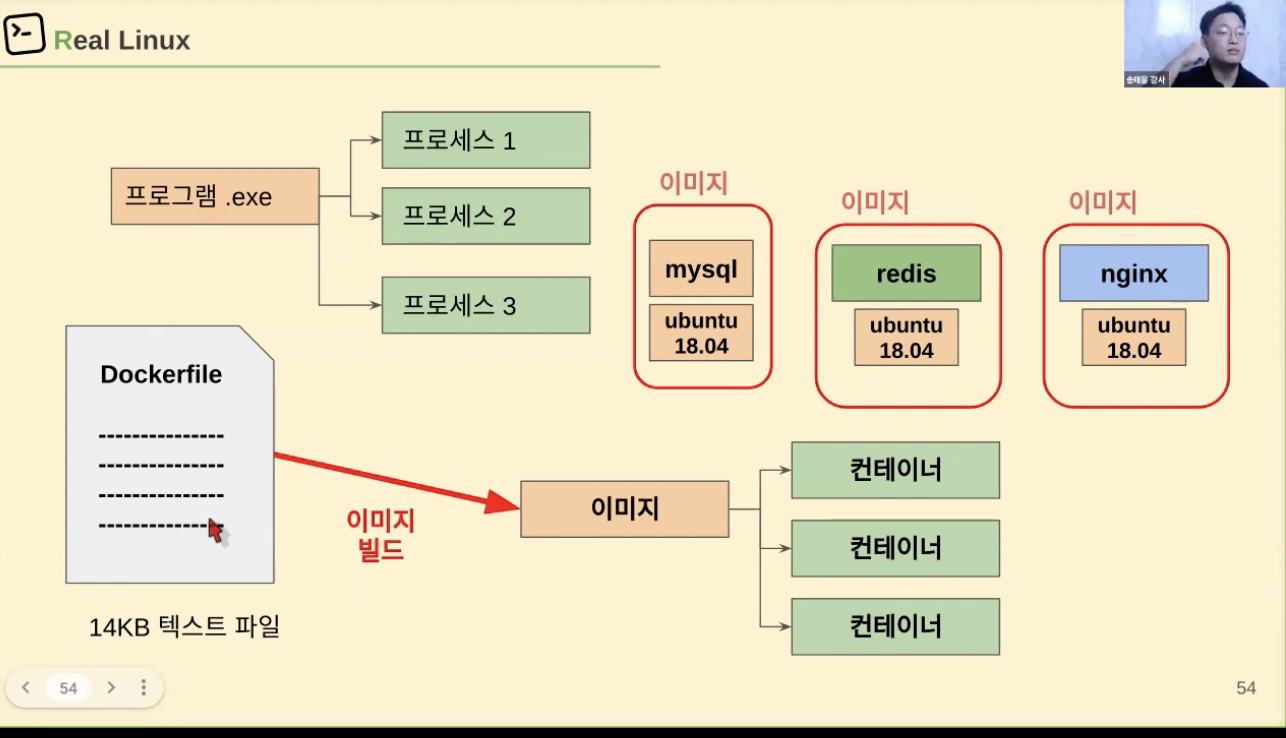 Real Linux
송태웅 강사
프로세스 1
프로그램 .exe
프로세스 2
프로세스 3
이미지
mysql
ubuntu
18.04
이미지
redis
ubuntu
18.04
이미지
nginx
ubuntu
18.04
Dockerfile
---------------
---------------
---------------
---------------
14KB 텍스트 파일
이미지
빌드
이미지
컨테이너
컨테이너
컨테이너
54
54